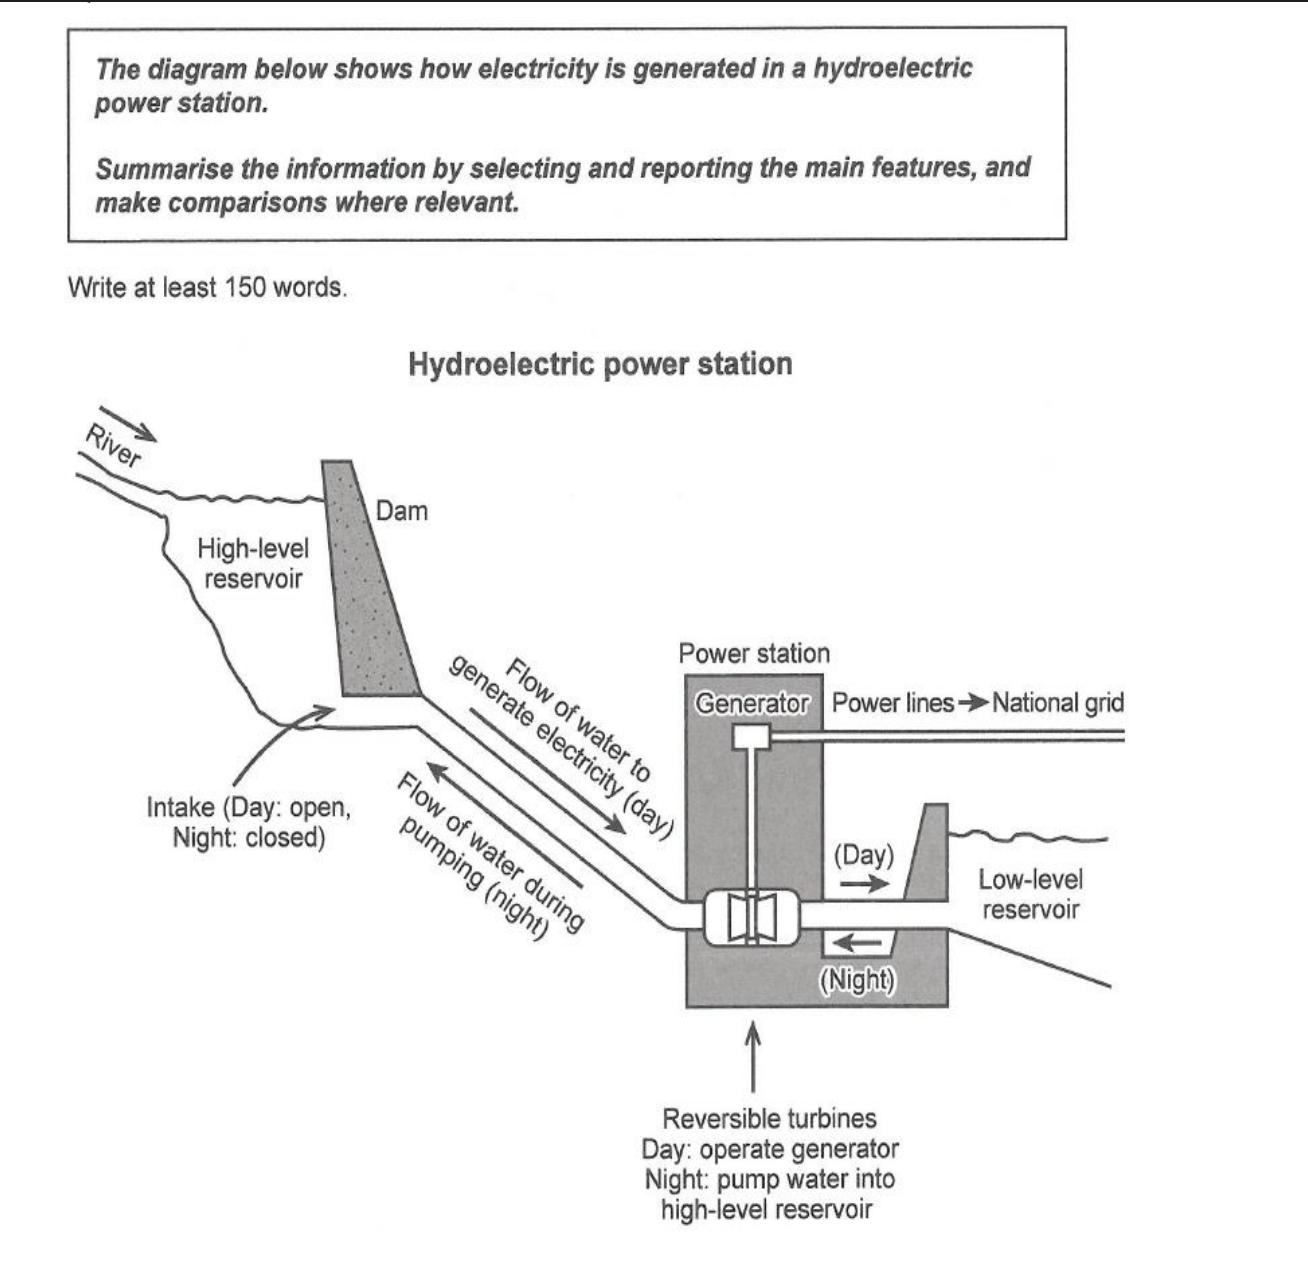 The diagram below shows how electricity is generated in a hydroelectric
power station.
Summarise the information by selecting and reporting the main features, and
make comparisons where relevant.
Write at least 150 words.
Hydroelectric power station
River
Dam
High-level
reservoir
Flow of water to
generate electricity (day)
Power station
Generator
Power lines → National grid
Intake (Day: open,
Night: closed)
Flow of water during
pumping (night)
(Day)
Low-level
reservoir
(Night)
Reversible turbines
Day: operate generator
Night: pump water into
high-level reservoir